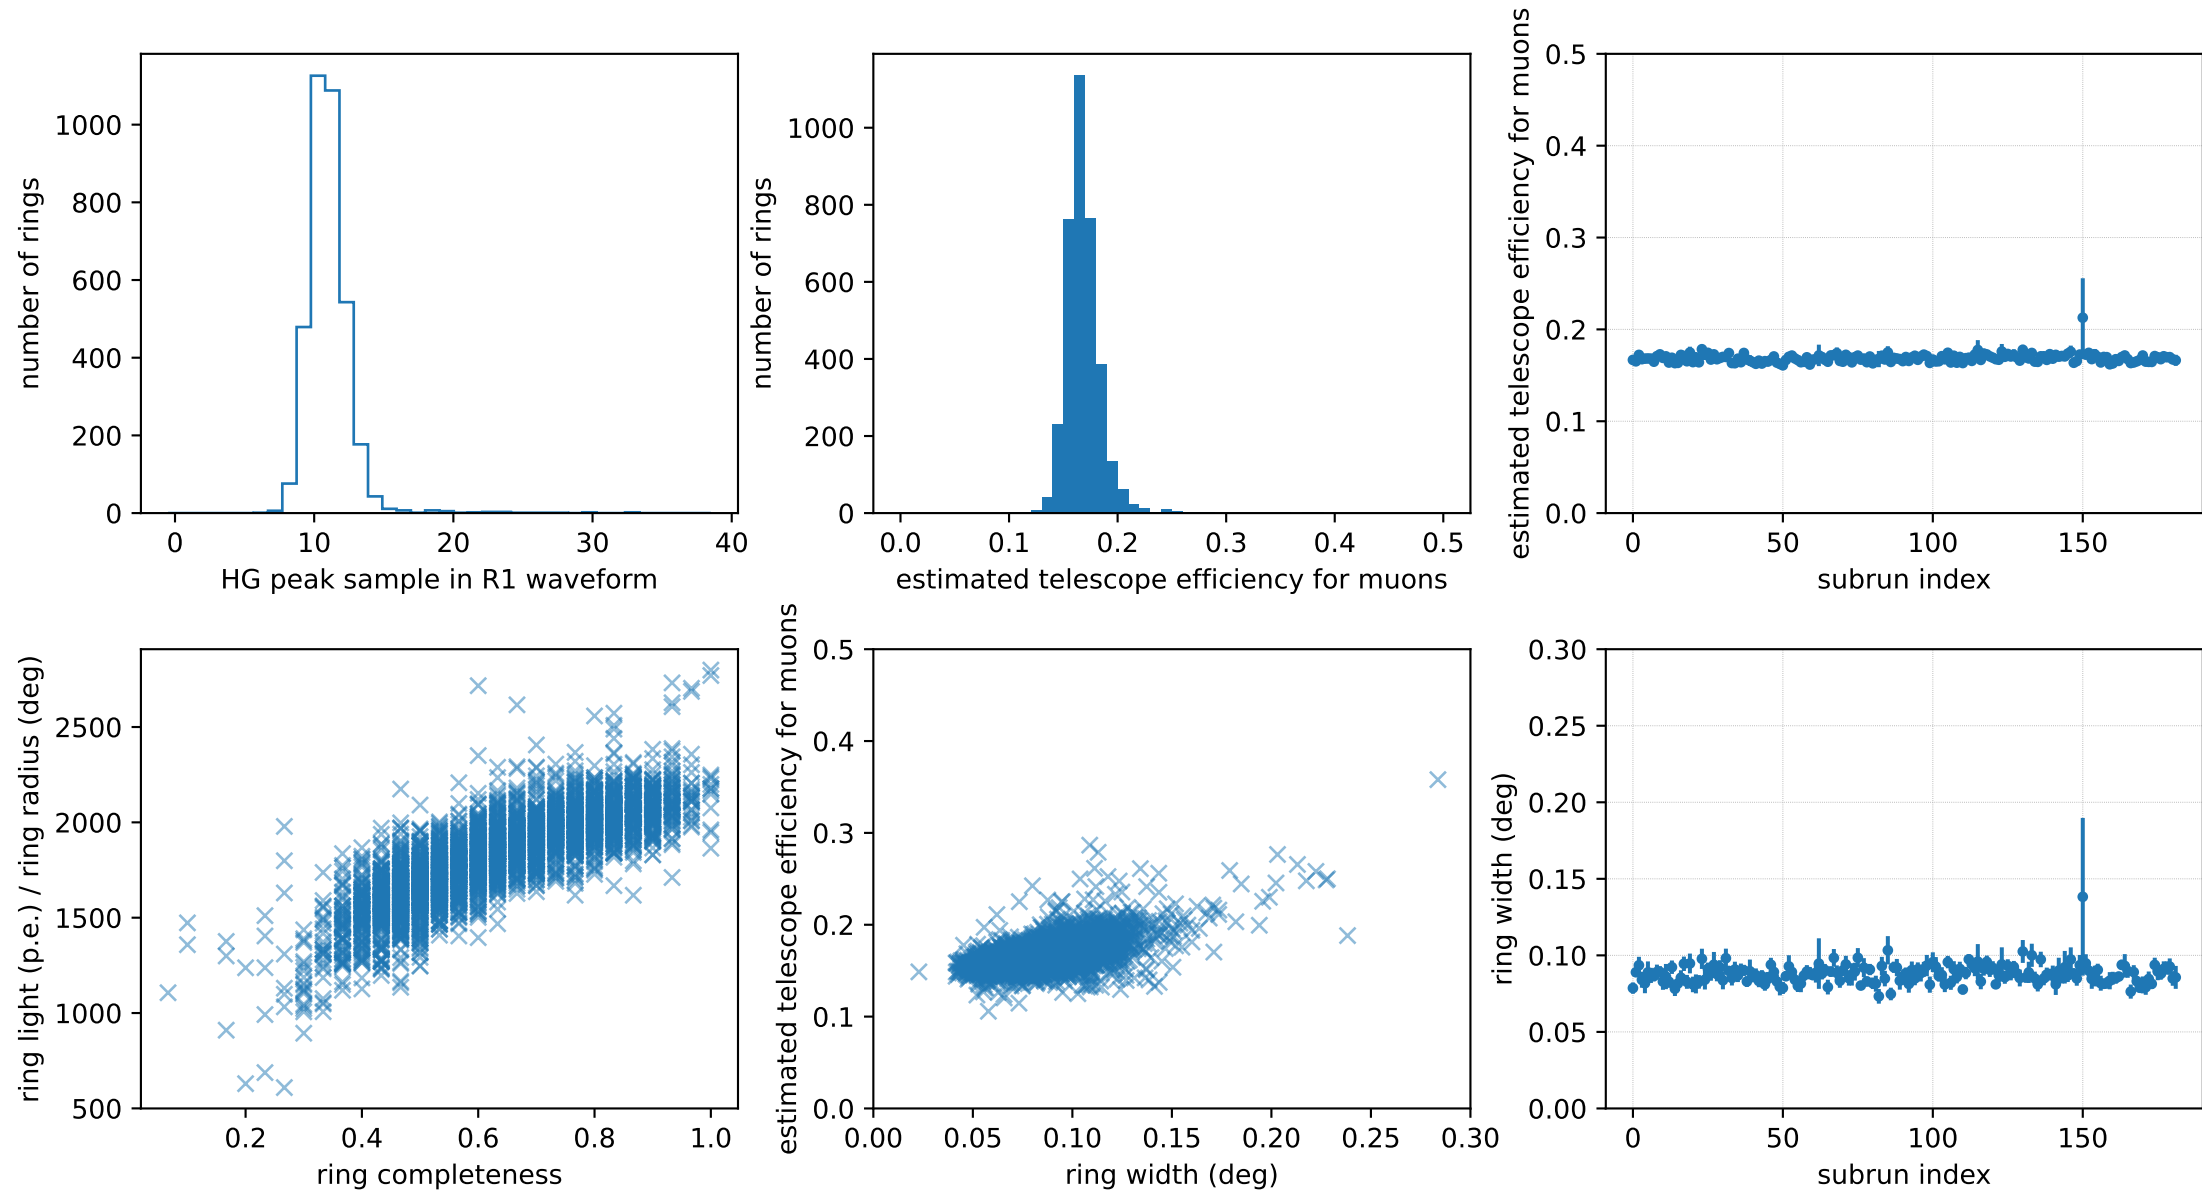 number of rings
1000
800
600
400
200
0
0 10 20 30 40
HG peak sample in R1 waveform
number of rings
1000
800
600
400
200
0
0.0 0.1 0.2 0.3 0.4 0.5
estimated telescope efficiency for muons
estimated telescope efficiency for muons
0.5
0.4
0.3
0.2
0.1
0.0
0 50 100 150
subrun index
ring light (p.e.) / ring radius (deg)
2500
2000
1500
1000
500
0.2 0.4 0.6 0.8 1.0
ring completeness
estimated telescope efficiency for muons
0.5
0.4
0.3
0.2
0.1
0.0
0.00 0.05 0.10 0.15 0.20 0.25 0.30
ring width (deg)
ring width (deg)
0.30
0.25
0.20
0.15
0.10
0.05
0.00
0 50 100 150
subrun index